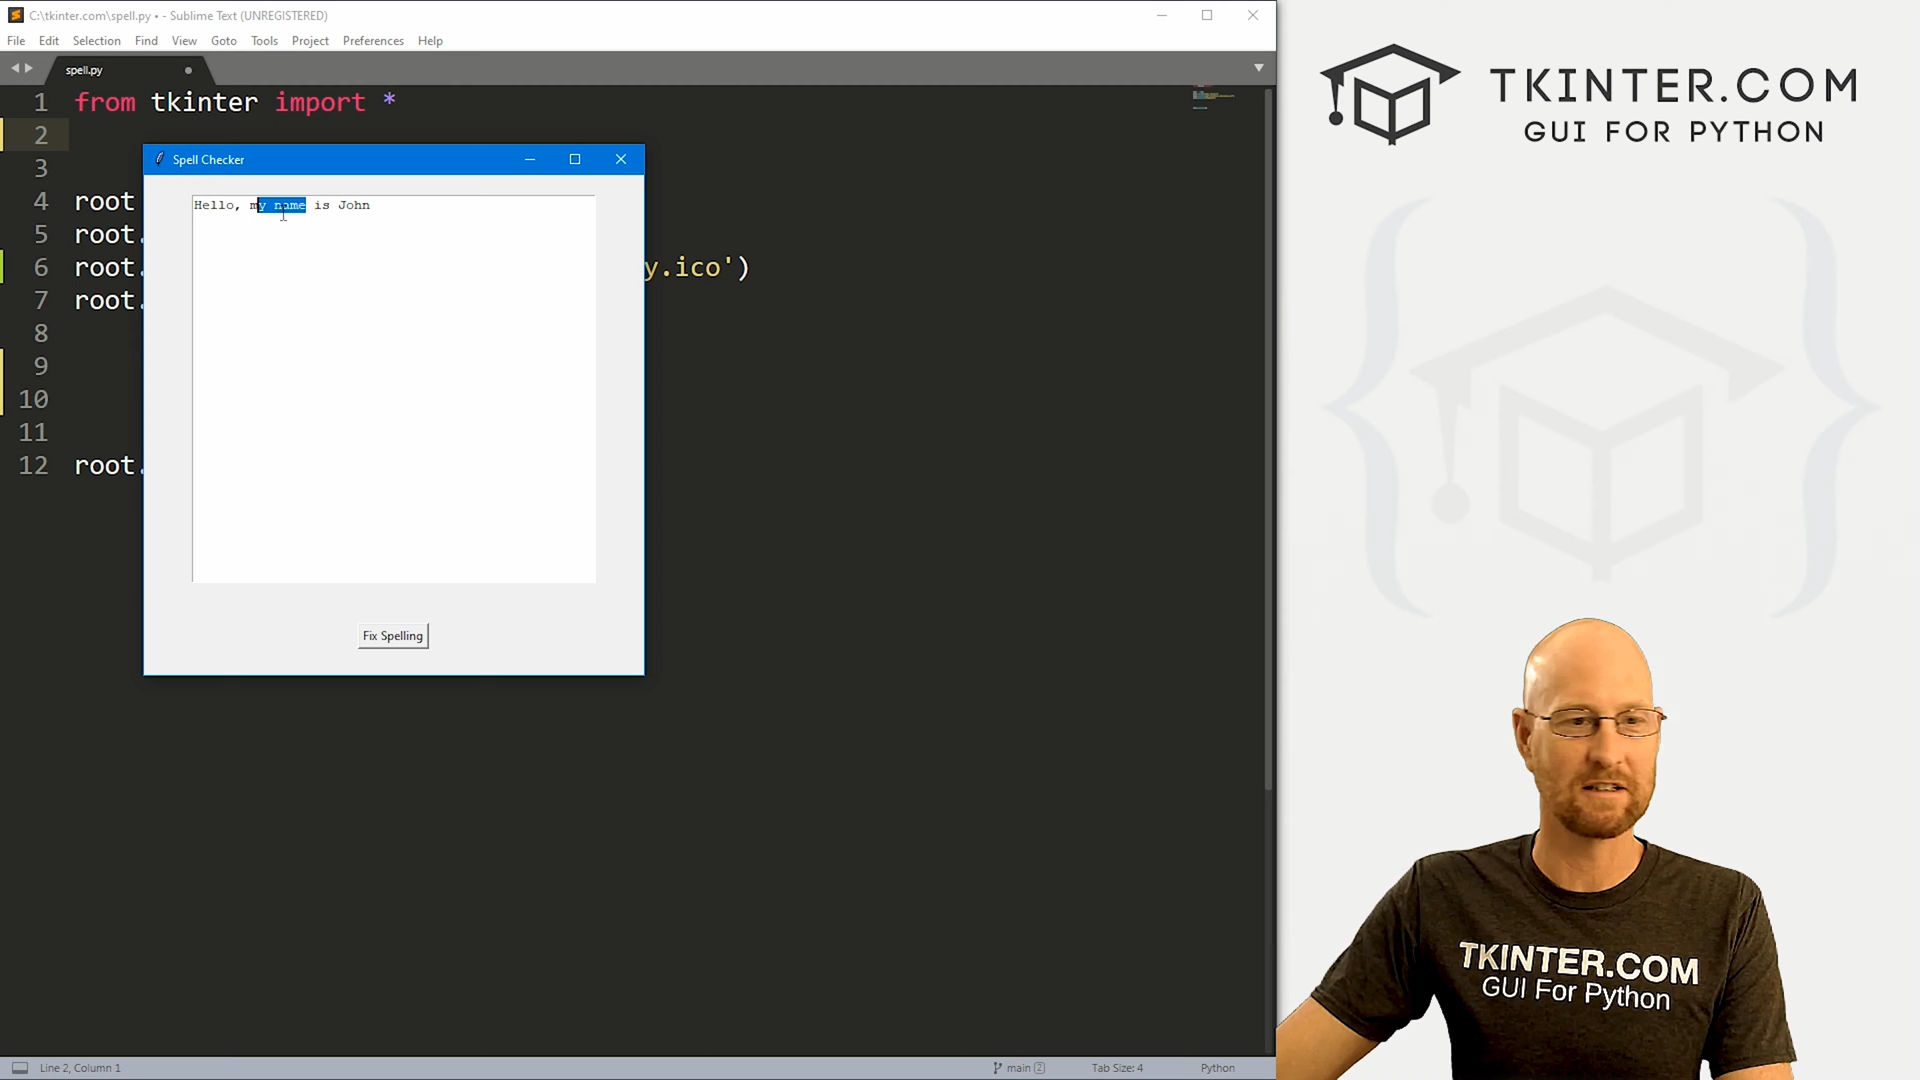 C:\tkinter.com\spell.py • - Sublime Text (UNREGISTERED)
File Edit Selection Find View Goto Tools Project Preferences Help
spell.py
1 from tkinter import *
2
3
4 root
5 root.
6 root. y.ico')
7 root.
8
9
10
11
12 root.
Spell Checker
Hello, my name is John
Fix Spelling
Line 2, Column 1 main 2 Tab Size: 4 Python
TKINTER.COM
GUI FOR PYTHON
TKINTER.COM
GUI For Python